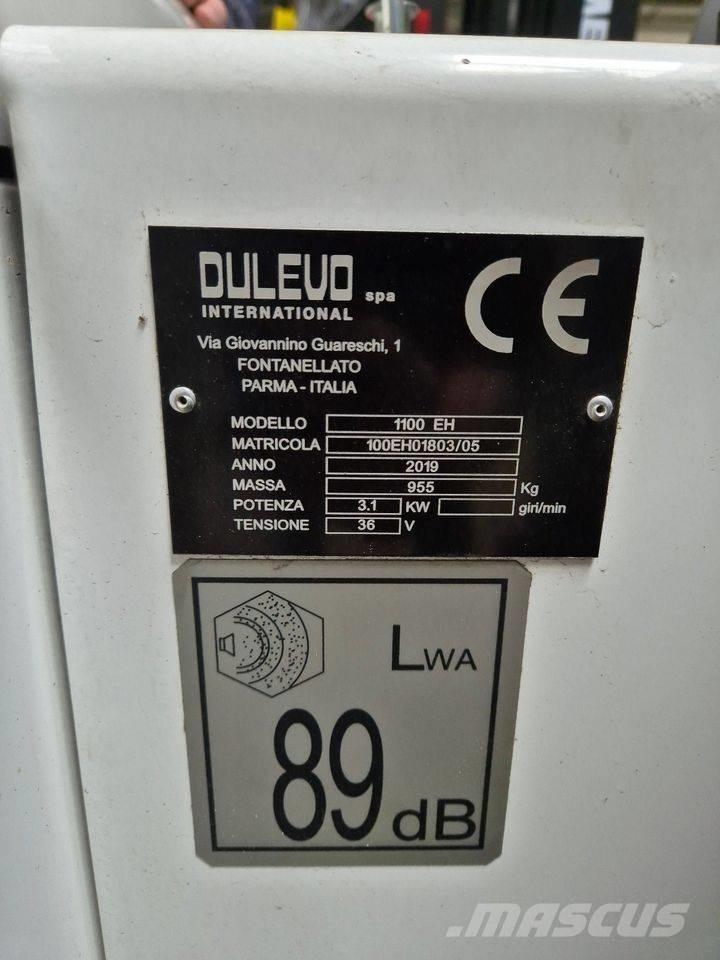 DULEVO spa
INTERNATIONAL
CE
Via Giovannino Guareschi, 1
FONTANELLATO
PARMA - ITALIA
MODELLO 1100 EH
MATRICOLA 100EH01803/05
ANNO 2019
MASSA 955 Kg
POTENZA 3.1 KW giri/min
TENSIONE 36 V
LWA
89 dB
MASCUS